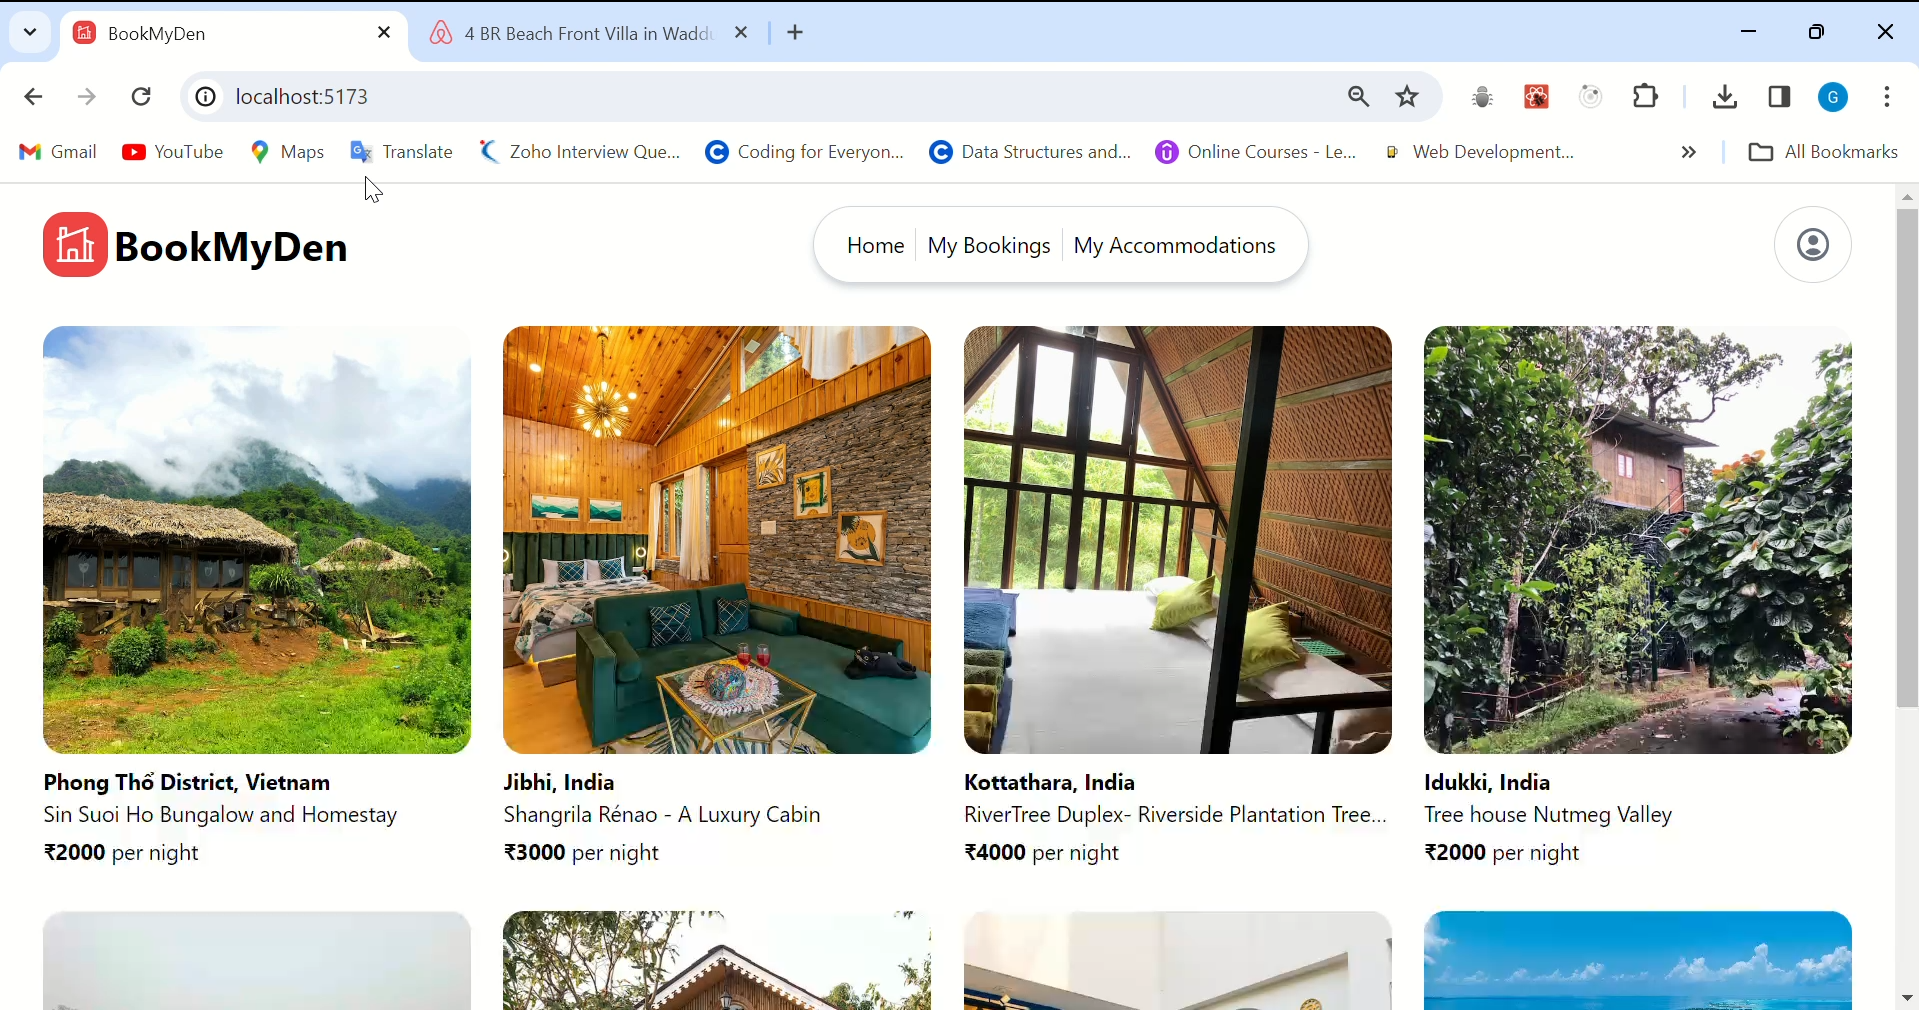 BookMyDen
4 BR Beach Front Villa in Waddu
localhost:5173
G
Gmail
YouTube
Maps
Translate
Zoho Interview Que...
Coding for Everyon...
Data Structures and...
Online Courses - Le...
Web Development...
All Bookmarks
BookMyDen
Home
My Bookings
My Accommodations
Phong Thổ District, Vietnam
Sin Suoi Ho Bungalow and Homestay
₹2000 per night
Jibhi, India
Shangrila Rénao - A Luxury Cabin
₹3000 per night
Kottathara, India
RiverTree Duplex- Riverside Plantation Tree...
₹4000 per night
Idukki, India
Tree house Nutmeg Valley
₹2000 per night